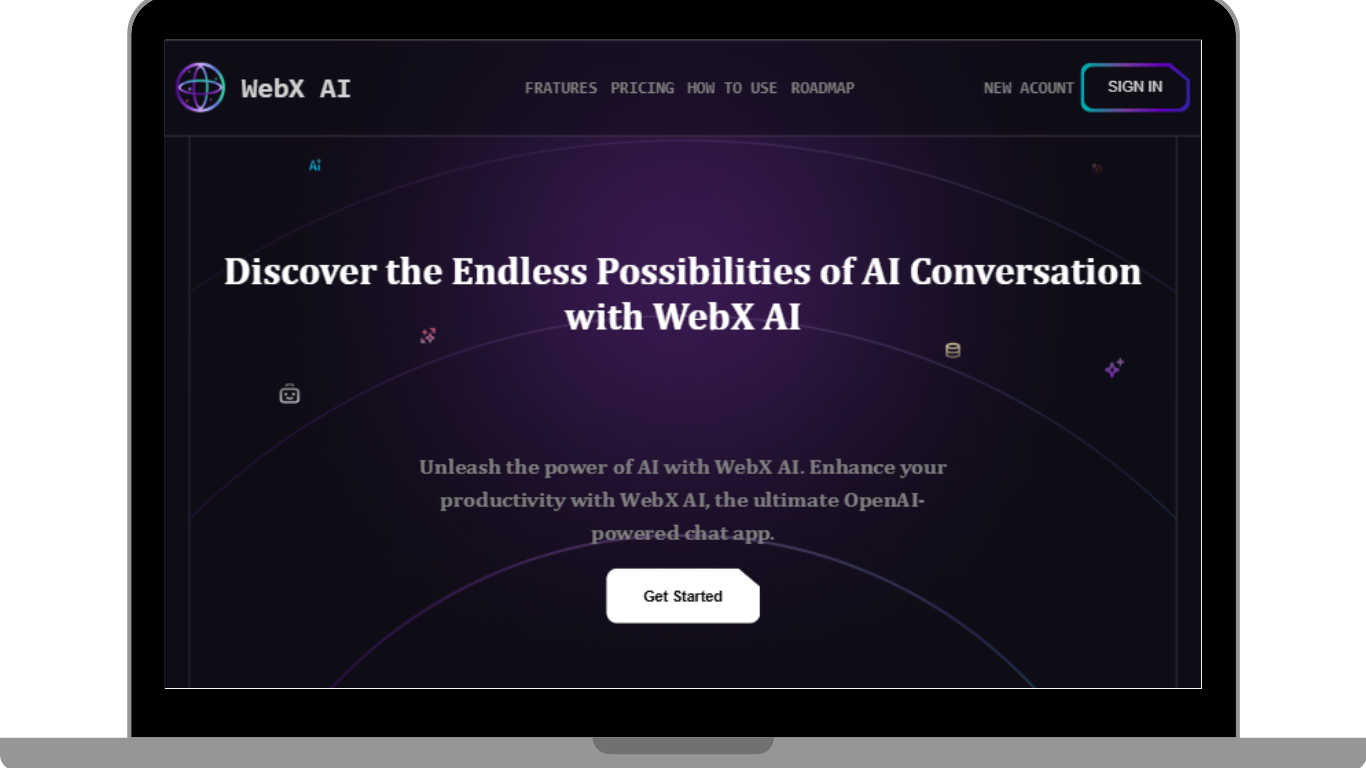 WebX AI
FRATURES PRICING HOW TO USE ROADMAP
NEW ACOUNT SIGN IN
Ai
Discover the Endless Possibilities of AI Conversation
with WebX AI
Unleash the power of AI with WebX AI. Enhance your
productivity with WebX AI, the ultimate OpenAI-
powered chat app.
Get Started